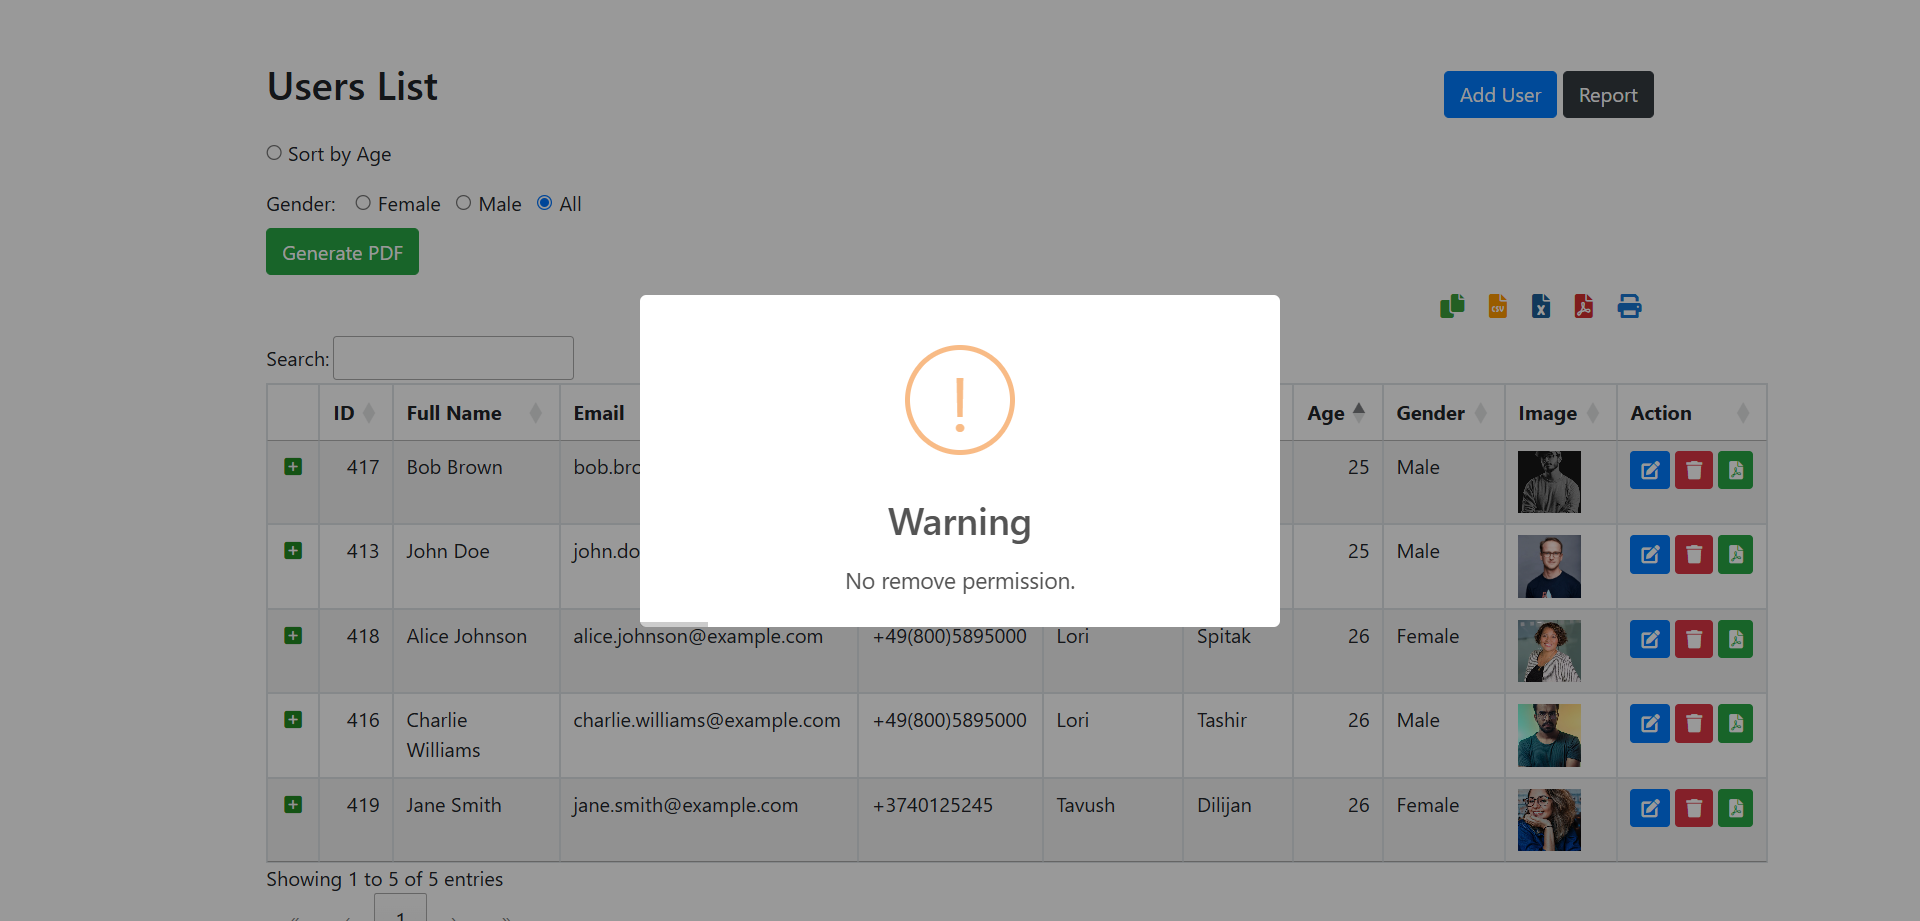 Users List
Add User Report
Sort by Age
Gender: Female Male All
Generate PDF
CSV X
Search:
ID Full Name Email Age Gender Image Action
417 Bob Brown bob.bro 25 Male
413 John Doe john.do 25 Male
!
Warning
No remove permission.
418 Alice Johnson alice.johnson@example.com +49(800)5895000 Lori Spitak 26 Female
416 Charlie Williams charlie.williams@example.com +49(800)5895000 Lori Tashir 26 Male
419 Jane Smith jane.smith@example.com +3740125245 Tavush Dilijan 26 Female
Showing 1 to 5 of 5 entries
« ‹ 1 › »